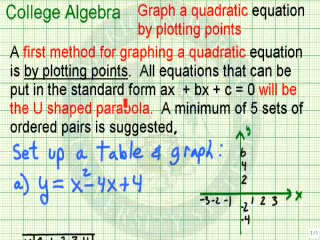 College Algebra
Graph a quadratic equation
by plotting points
A first method for graphing a quadratic equation
is by plotting points. All equations that can be
put in the standard form ax + bx + c = 0 will be
the U shaped parabola. A minimum of 5 sets of
ordered pairs is suggested.
Set up a table & graph:
a) y = x²-4x+4
y
6
4
2
-3 -2 -1 1 2 3 x
-2
-4
1/1